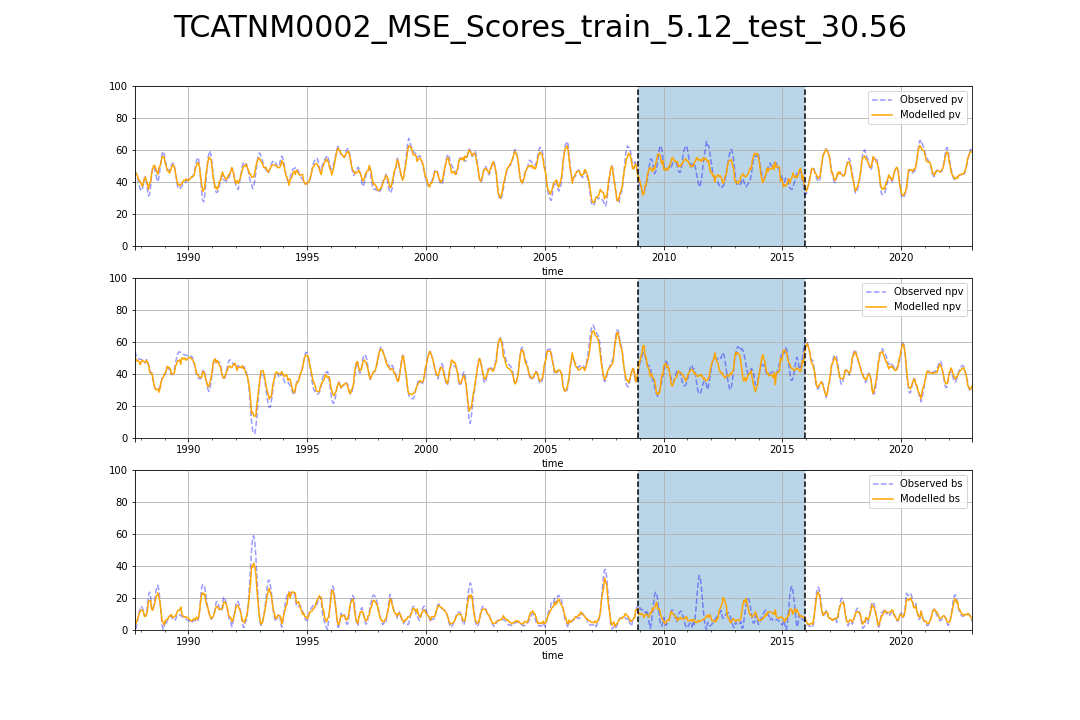 TCATNM0002_MSE_Scores_train_5.12_test_30.56
100
80
60
40
20
0
Observed pv
Modelled pv
1990 1995 2000 2005 2010 2015 2020
time
100
80
60
40
20
0
Observed npv
Modelled npv
1990 1995 2000 2005 2010 2015 2020
time
100
80
60
40
20
0
Observed bs
Modelled bs
1990 1995 2000 2005 2010 2015 2020
time